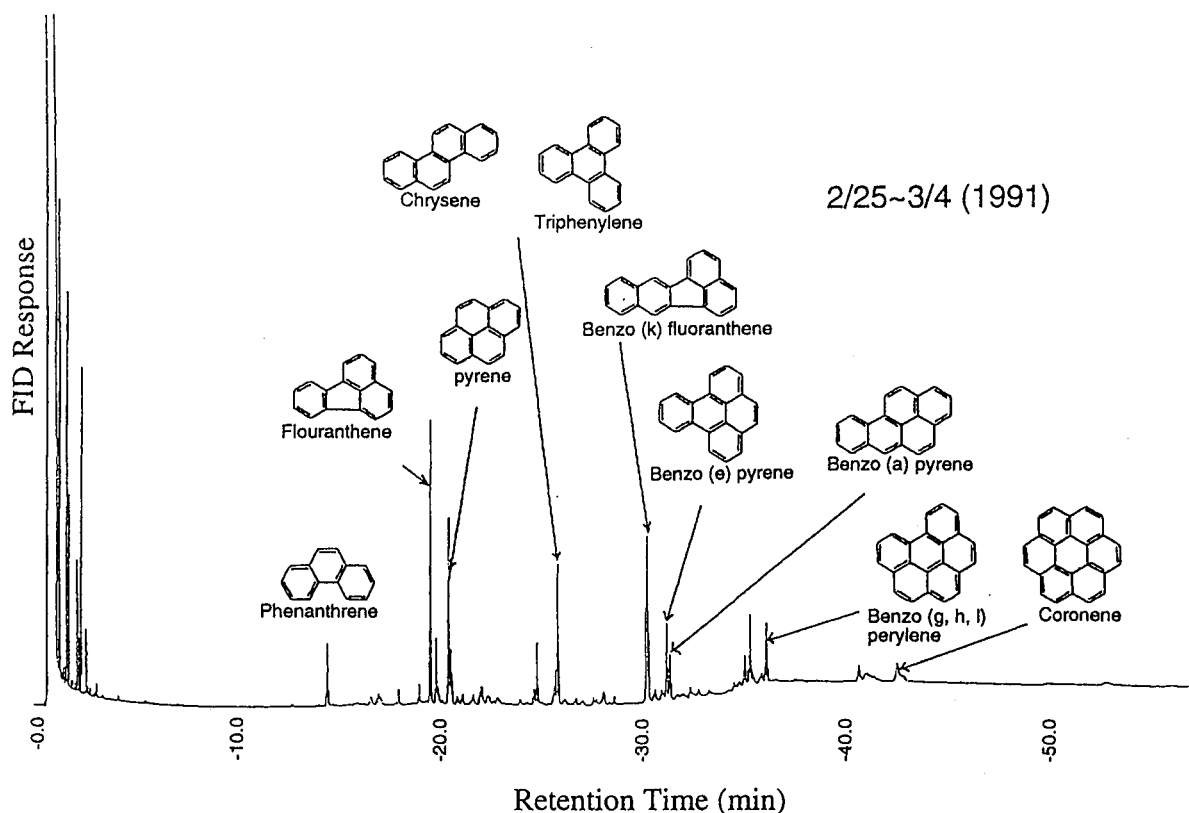 FID Response
Chrysene
Triphenylene
2/25~3/4 (1991)
pyrene
Benzo (k) fluoranthene
Flouranthene
Benzo (e) pyrene
Benzo (a) pyrene
Phenanthrene
Benzo (g, h, l)
perylene
Coronene
-0.0
-10.0
-20.0
-30.0
-40.0
-50.0
Retention Time (min)